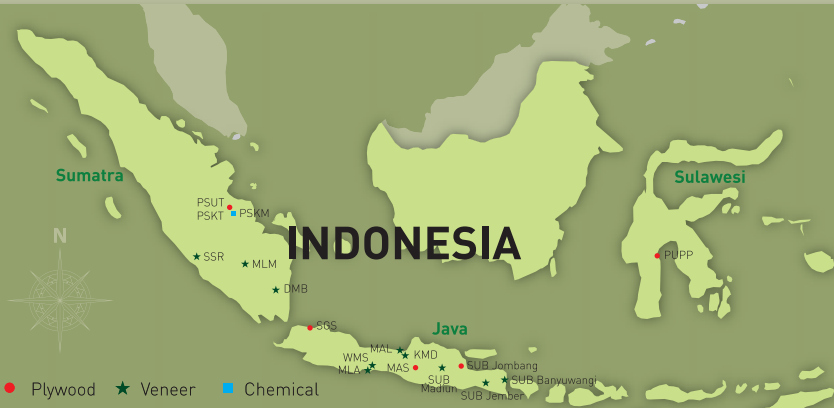 Sumatra
Sulawesi
PSUT
PSKT
PSKM
N
INDONESIA
SSR
MLM
PUPP
DMB
SGS
Java
MAL
KMD
WMS
MLA
MAS
SUB Jombang
SUB
Madiun
SUB Banyuwangi
SUB Jember
Plywood
Veneer
Chemical